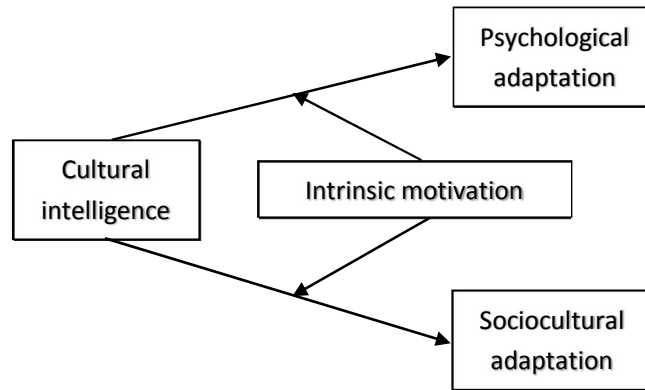 Psychological
adaptation
Cultural
intelligence
Intrinsic motivation
Sociocultural
adaptation